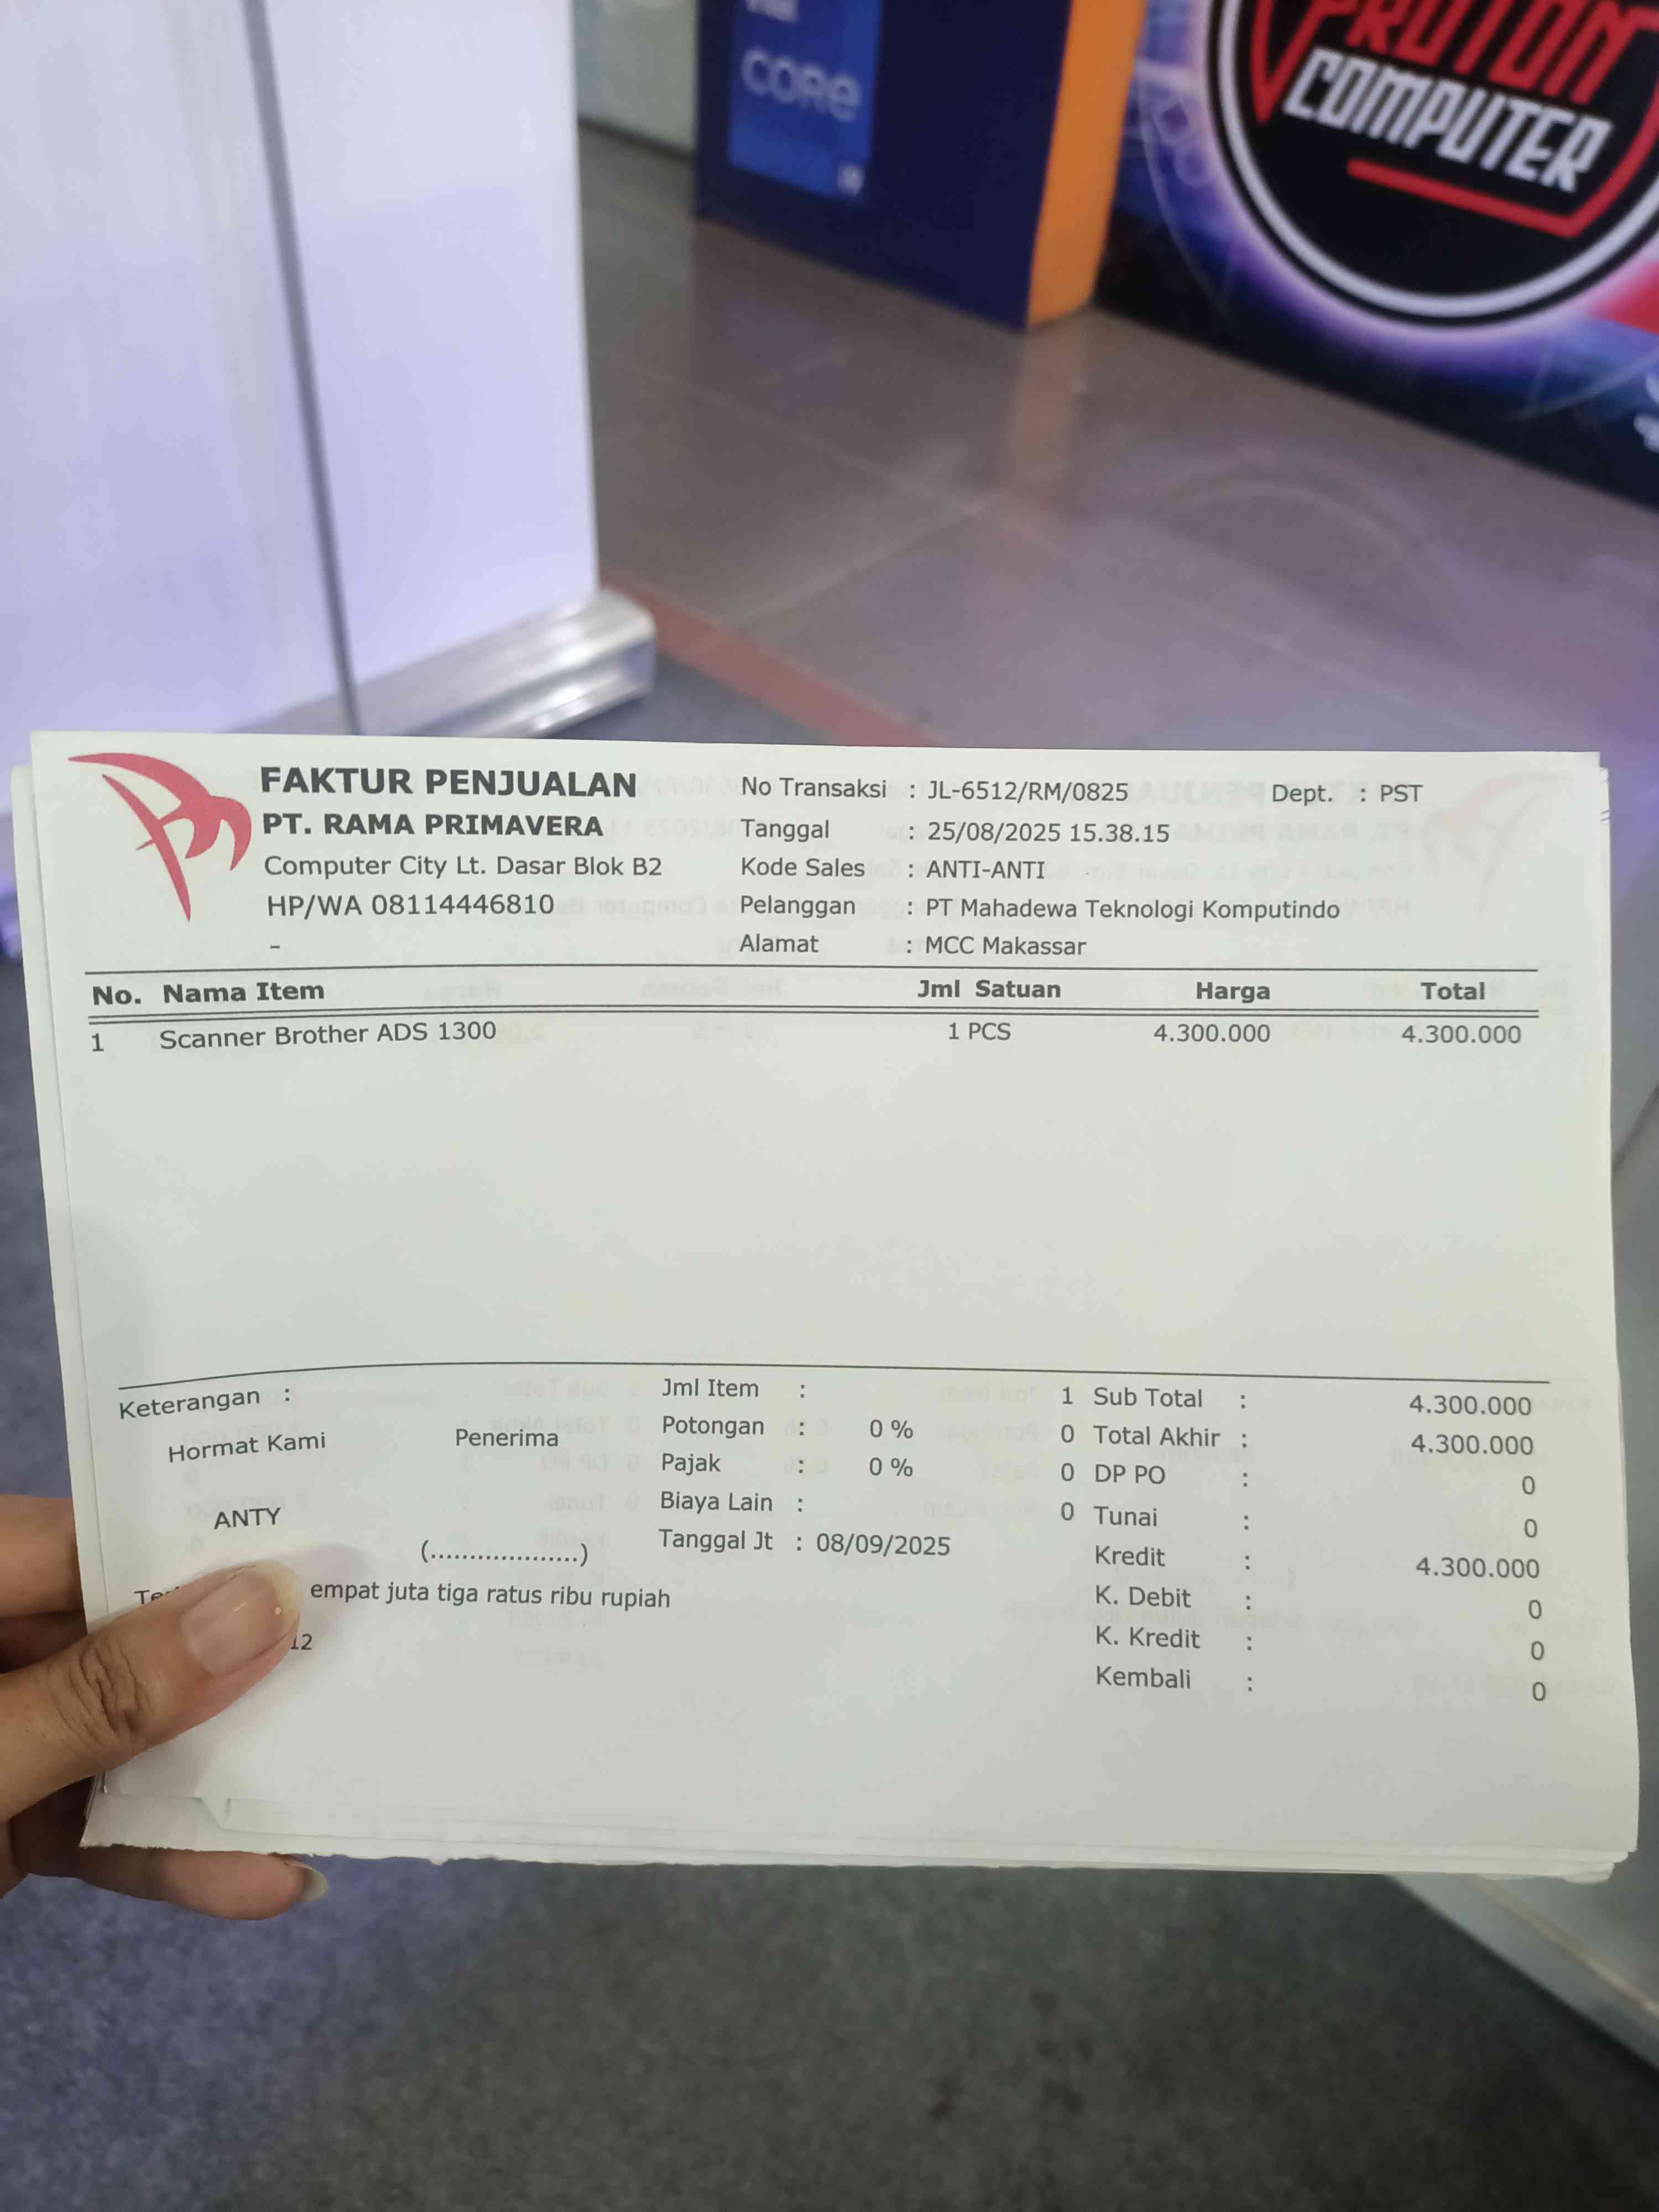 CORe
PROTON
COMPUTER
FAKTUR PENJUALAN
PT. RAMA PRIMAVERA
Computer City Lt. Dasar Blok B2
HP/WA 08114446810
-
No Transaksi : JL-6512/RM/0825 Dept. : PST
Tanggal : 25/08/2025 15.38.15
Kode Sales : ANTI-ANTI
Pelanggan : PT Mahadewa Teknologi Komputindo
Alamat : MCC Makassar
No. Nama Item Jml Satuan Harga Total
1 Scanner Brother ADS 1300 1 PCS 4.300.000 4.300.000
Keterangan :
Hormat Kami Penerima
ANTY
(...................)
Jml Item : 1
Potongan : 0 % 0
Pajak : 0 % 0
Biaya Lain : 0
Tanggal Jt : 08/09/2025
Sub Total : 4.300.000
Total Akhir : 4.300.000
DP PO : 0
Tunai : 0
Kredit : 4.300.000
K. Debit : 0
K. Kredit : 0
Kembali : 0
empat juta tiga ratus ribu rupiah
12